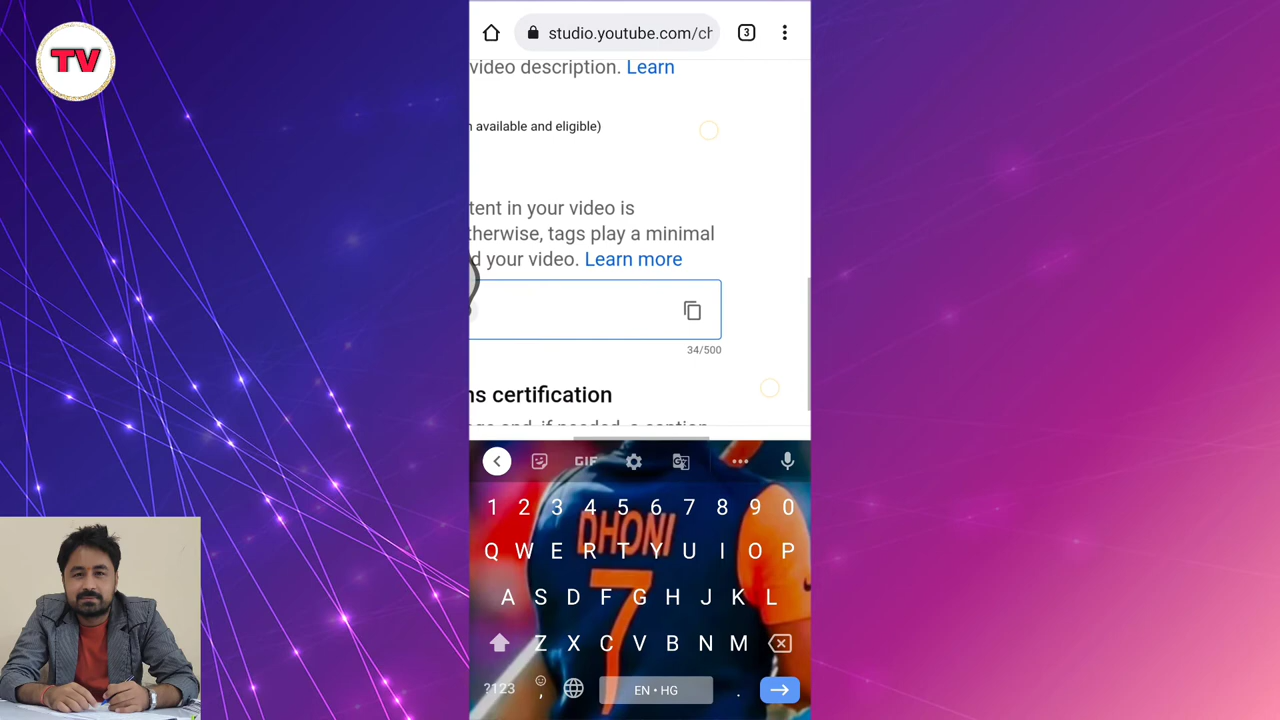 TV
studio.youtube.com/ch
3
video description. Learn
available and eligible)
tent in your video is
therwise, tags play a minimal
d your video. Learn more
34/500
ns certification
GIF
1 2 3 4 5 6 7 8 9 0
DHONI
Q W E R T Y U I O P
7
A S D F G H J K L
Z X C V B N M
?123 , EN • HG .